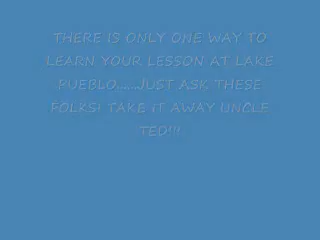 THERE IS ONLY ONE WAY TO
LEARN YOUR LESSON AT LAKE
PUEBLO......JUST ASK THESE
FOLKS! TAKE IT AWAY UNCLE
TED!!!